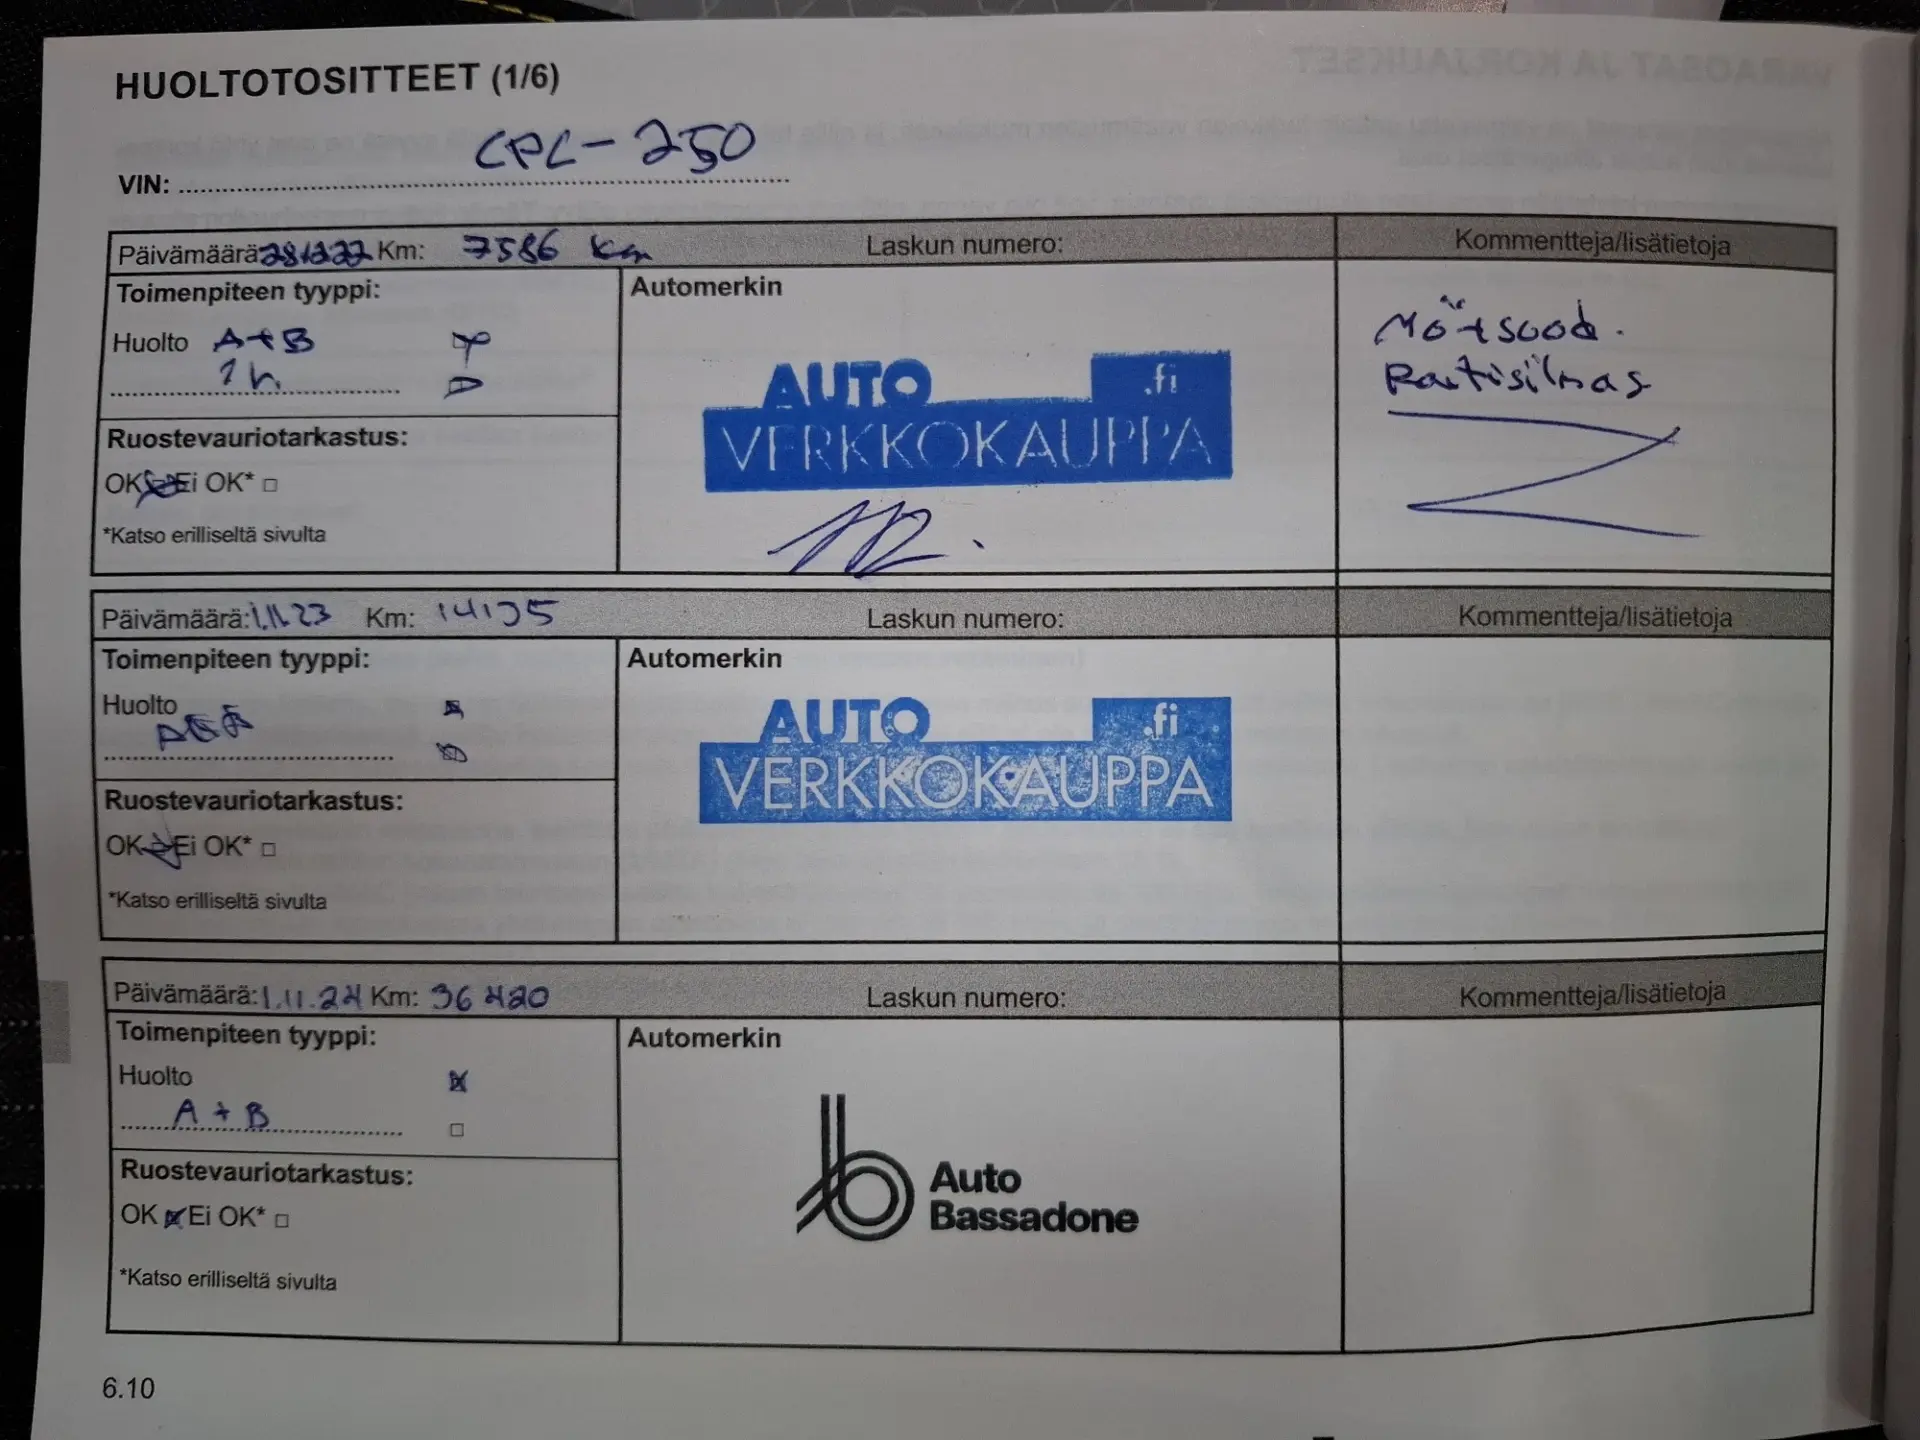 HUOLTOTOSITTEET (1/6)
CPC-250
VIN:
Päivämäärä Km: 7586 km Laskun numero: Kommentteja/lisätietoja
Toimenpiteen tyyppi: Automerkin
Huolto A+B
1h.
AUTO .fi
VERKKOKAUPPA
Ruostevauriotarkastus:
OK Ei OK* □
*Katso erilliseltä sivulta
Päivämäärä: 1.11.23 Km: Laskun numero: Kommentteja/lisätietoja
Toimenpiteen tyyppi: Automerkin
Huolto
AUTO .fi
VERKKOKAUPPA
Ruostevauriotarkastus:
OK Ei OK* □
*Katso erilliseltä sivulta
Päivämäärä: 1.11.24 Km: 36420 Laskun numero: Kommentteja/lisätietoja
Toimenpiteen tyyppi: Automerkin
Huolto
A + B
Auto
Bassadone
Ruostevauriotarkastus:
OK Ei OK* □
*Katso erilliseltä sivulta
6.10